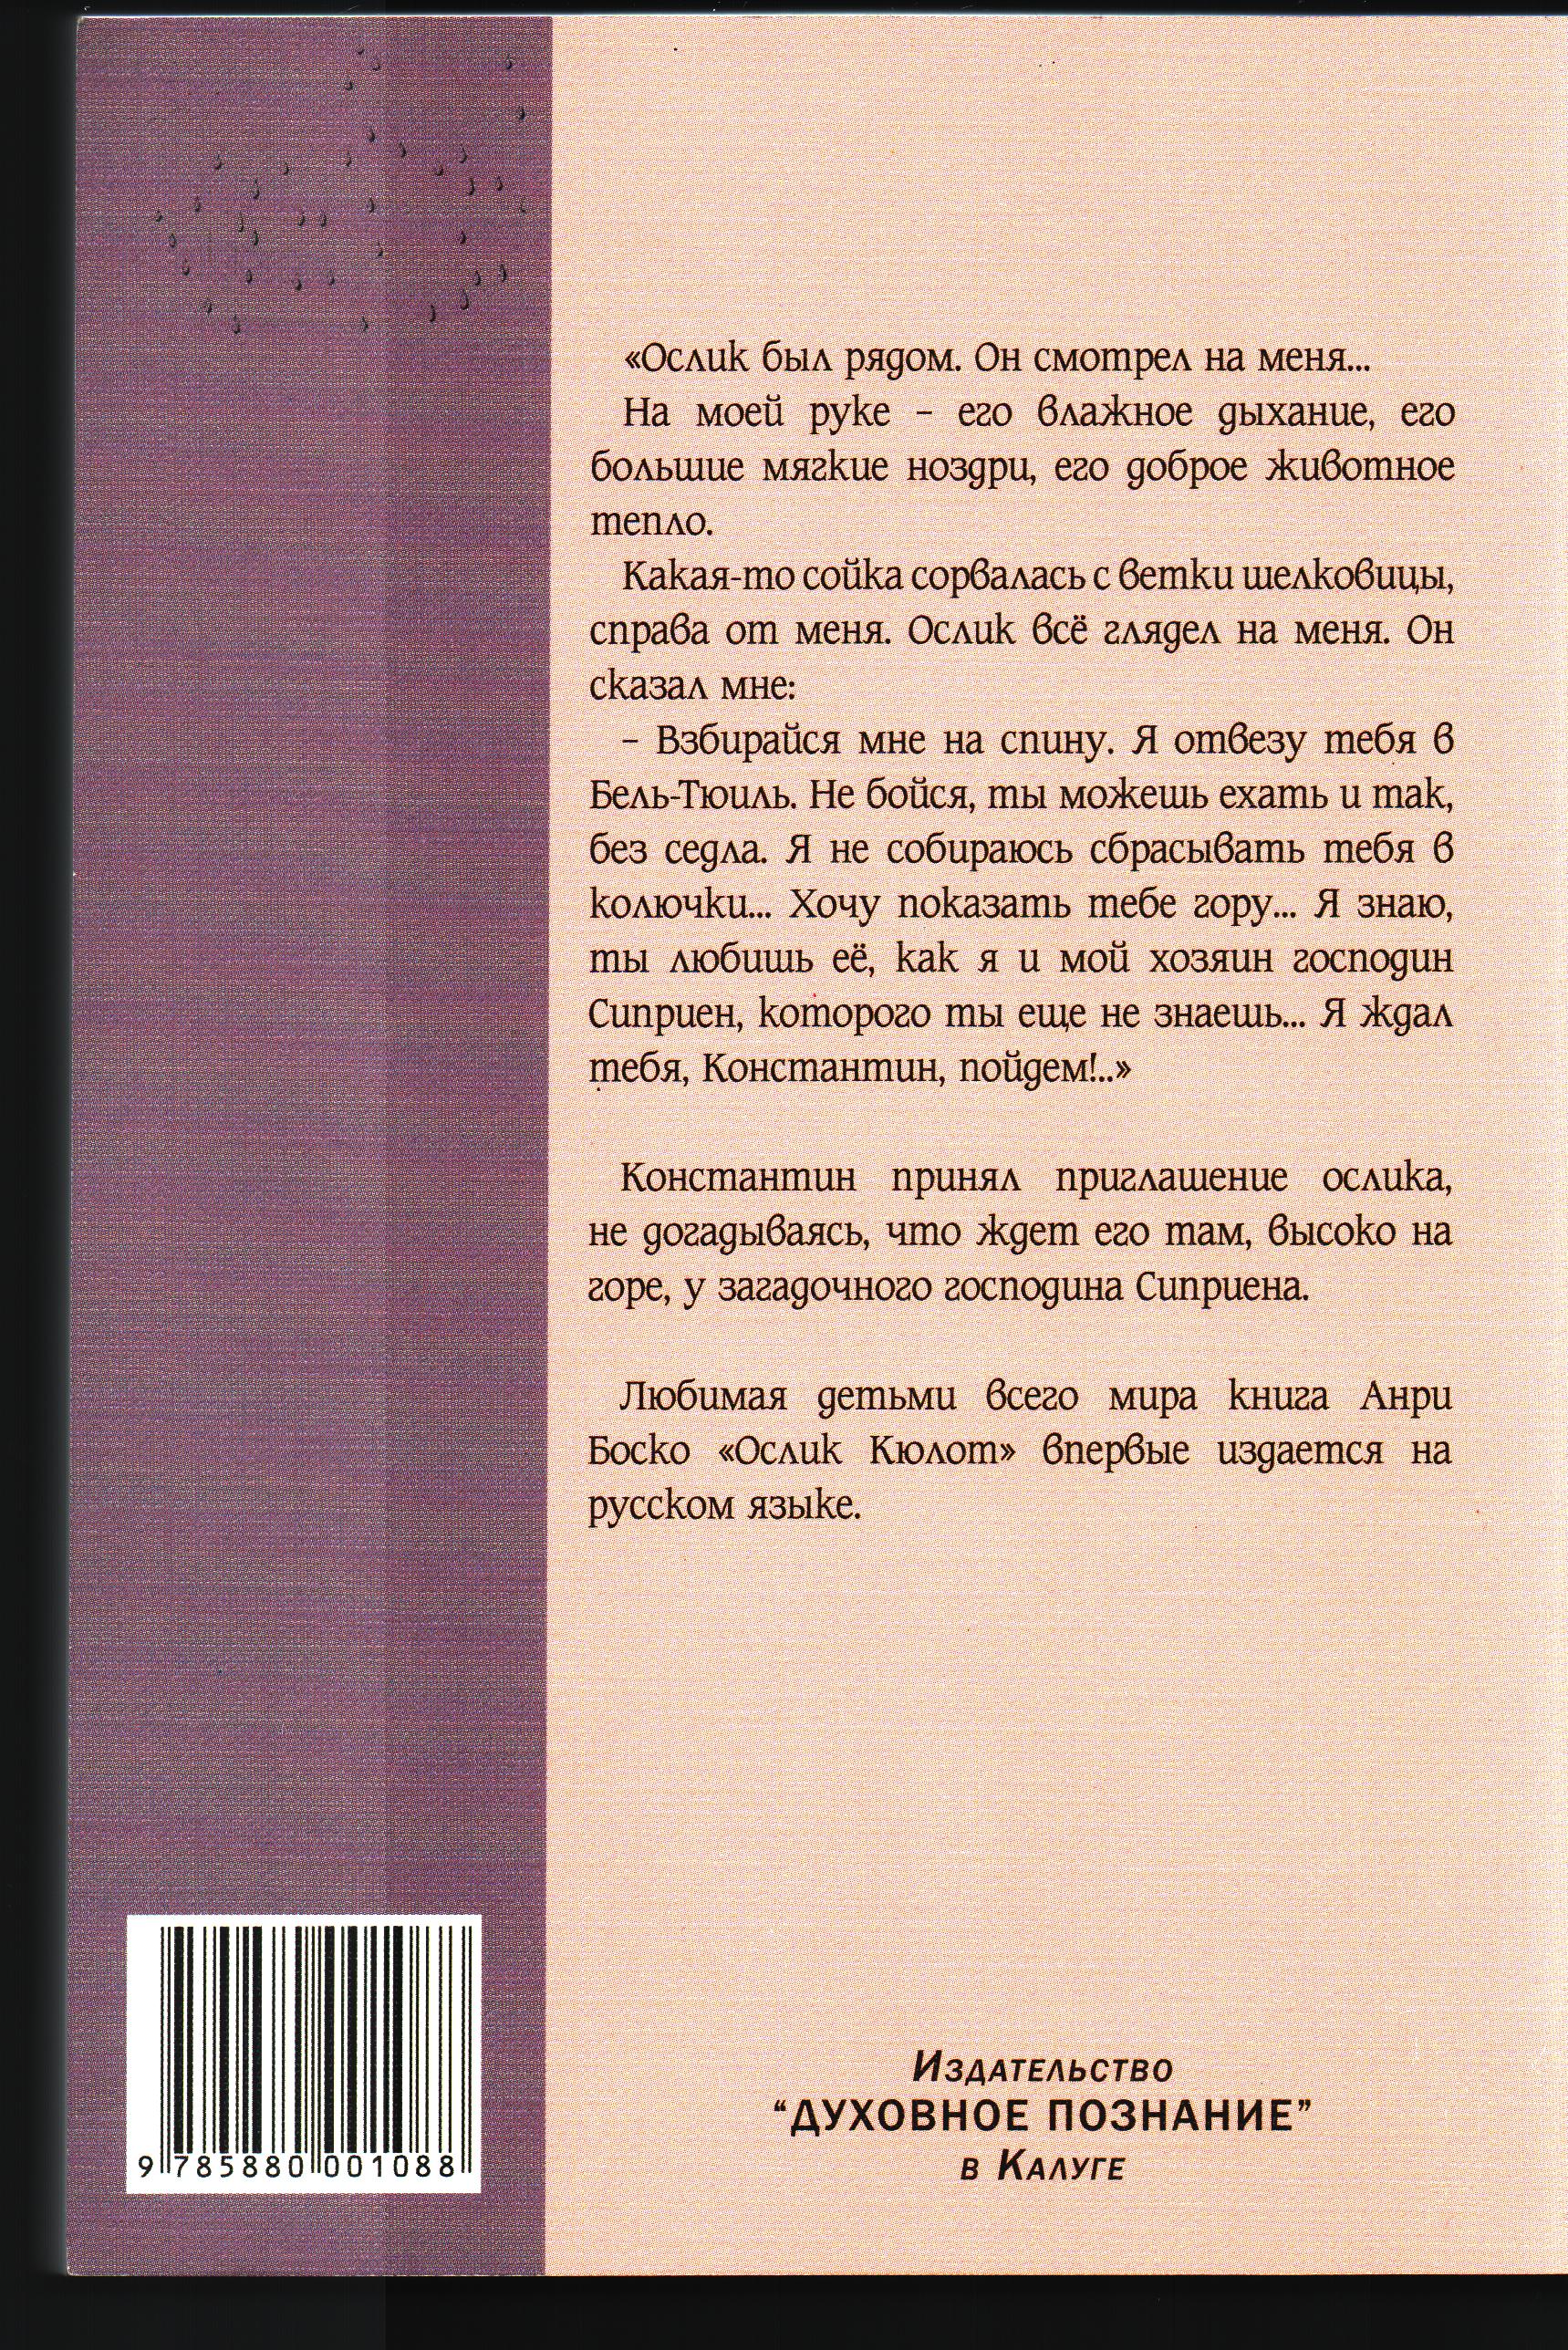 «Ослик был рядом. Он смотрел на меня...
На моей руке – его влажное дыхание, его
большие мягкие ноздри, его доброе животное
тепло.
Какая-то сойка сорвалась с ветки шелковицы,
справа от меня. Ослик всё глядел на меня. Он
сказал мне:
– Взбирайся мне на спину. Я отвезу тебя в
Бель-Тюиль. Не бойся, ты можешь ехать и так,
без седла. Я не собираюсь сбрасывать тебя в
колючки... Хочу показать тебе гору... Я знаю,
ты любишь её, как я и мой хозяин господин
Сиприен, которого ты еще не знаешь... Я ждал
тебя, Константин, пойдем!..»
Константин принял приглашение ослика,
не догадываясь, что ждет его там, высоко на
горе, у загадочного господина Сиприена.
Любимая детьми всего мира книга Анри
Боско «Ослик Кюлот» впервые издается на
русском языке.
9 785880 001088
Издательство
“ДУХОВНОЕ ПОЗНАНИЕ”
в Калуге